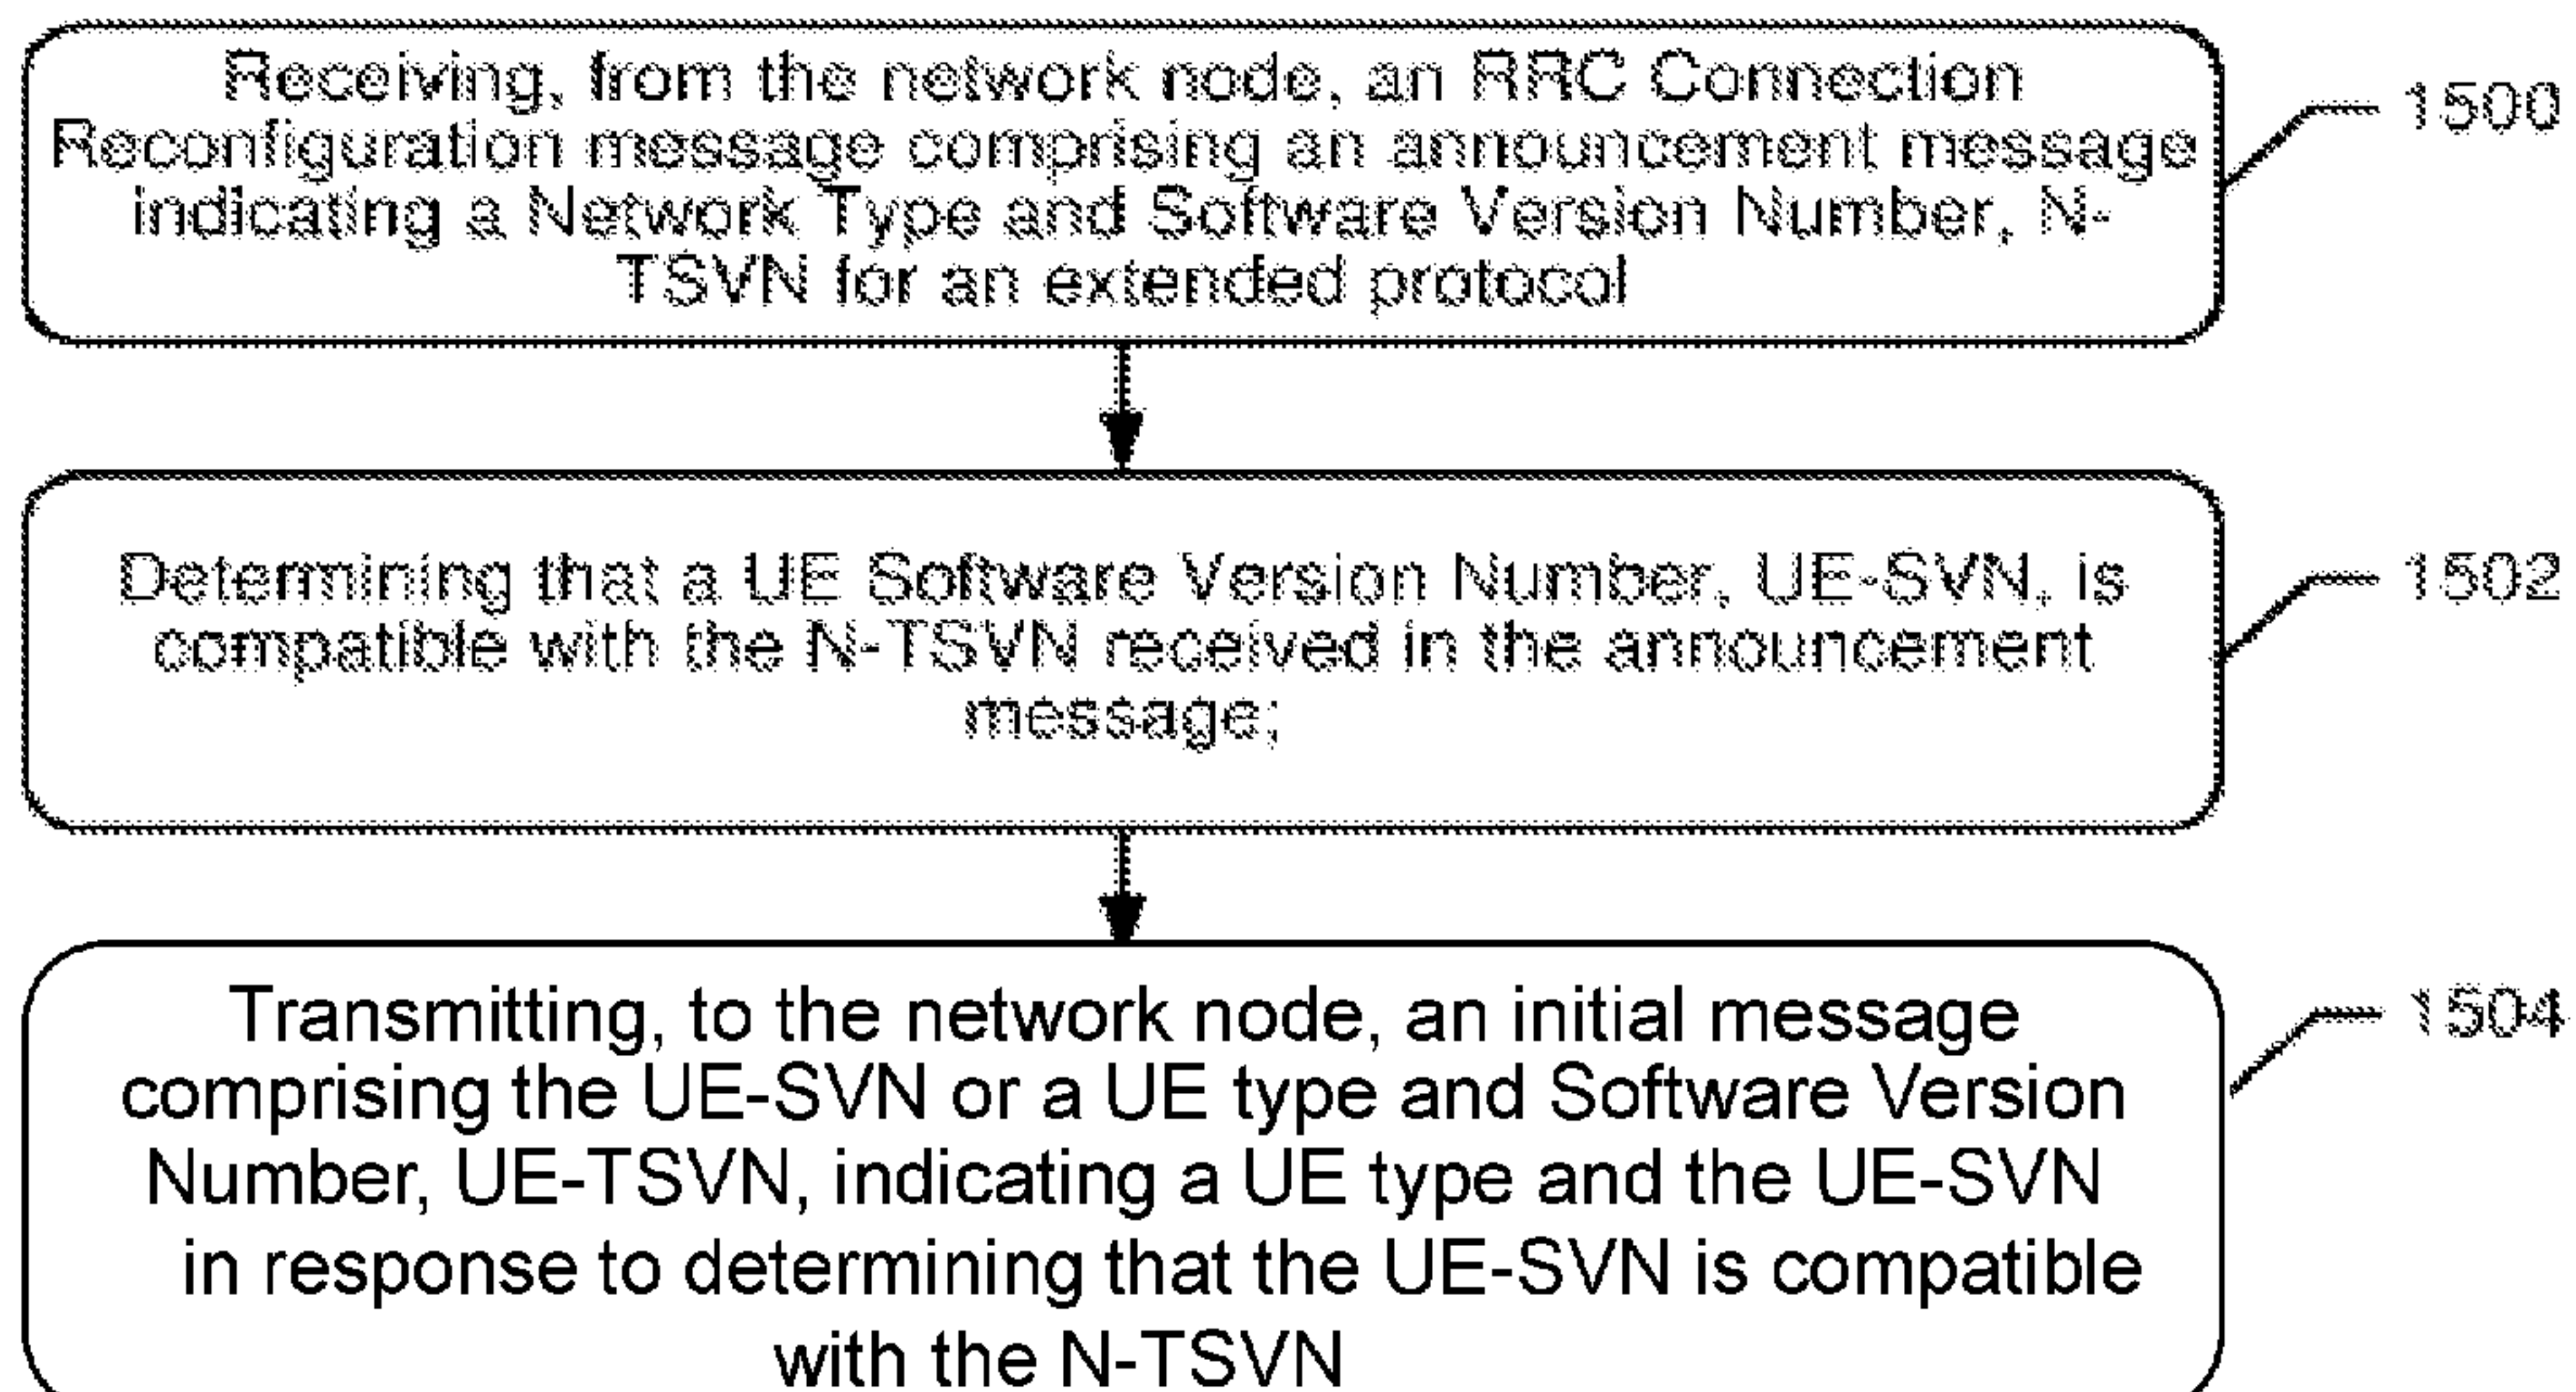 Receiving, from the network node, an RRC Connection
Reconfiguration message comprising an announcement message
indicating a Network Type and Software Version Number, N-
TSVN for an extended protocol
1500
Determining that a UE Software Version Number, UE-SVN, is
compatible with the N-TSVN received in the announcement
message;
1502
Transmitting, to the network node, an initial message
comprising the UE-SVN or a UE type and Software Version
Number, UE-TSVN, indicating a UE type and the UE-SVN
in response to determining that the UE-SVN is compatible
with the N-TSVN
1504